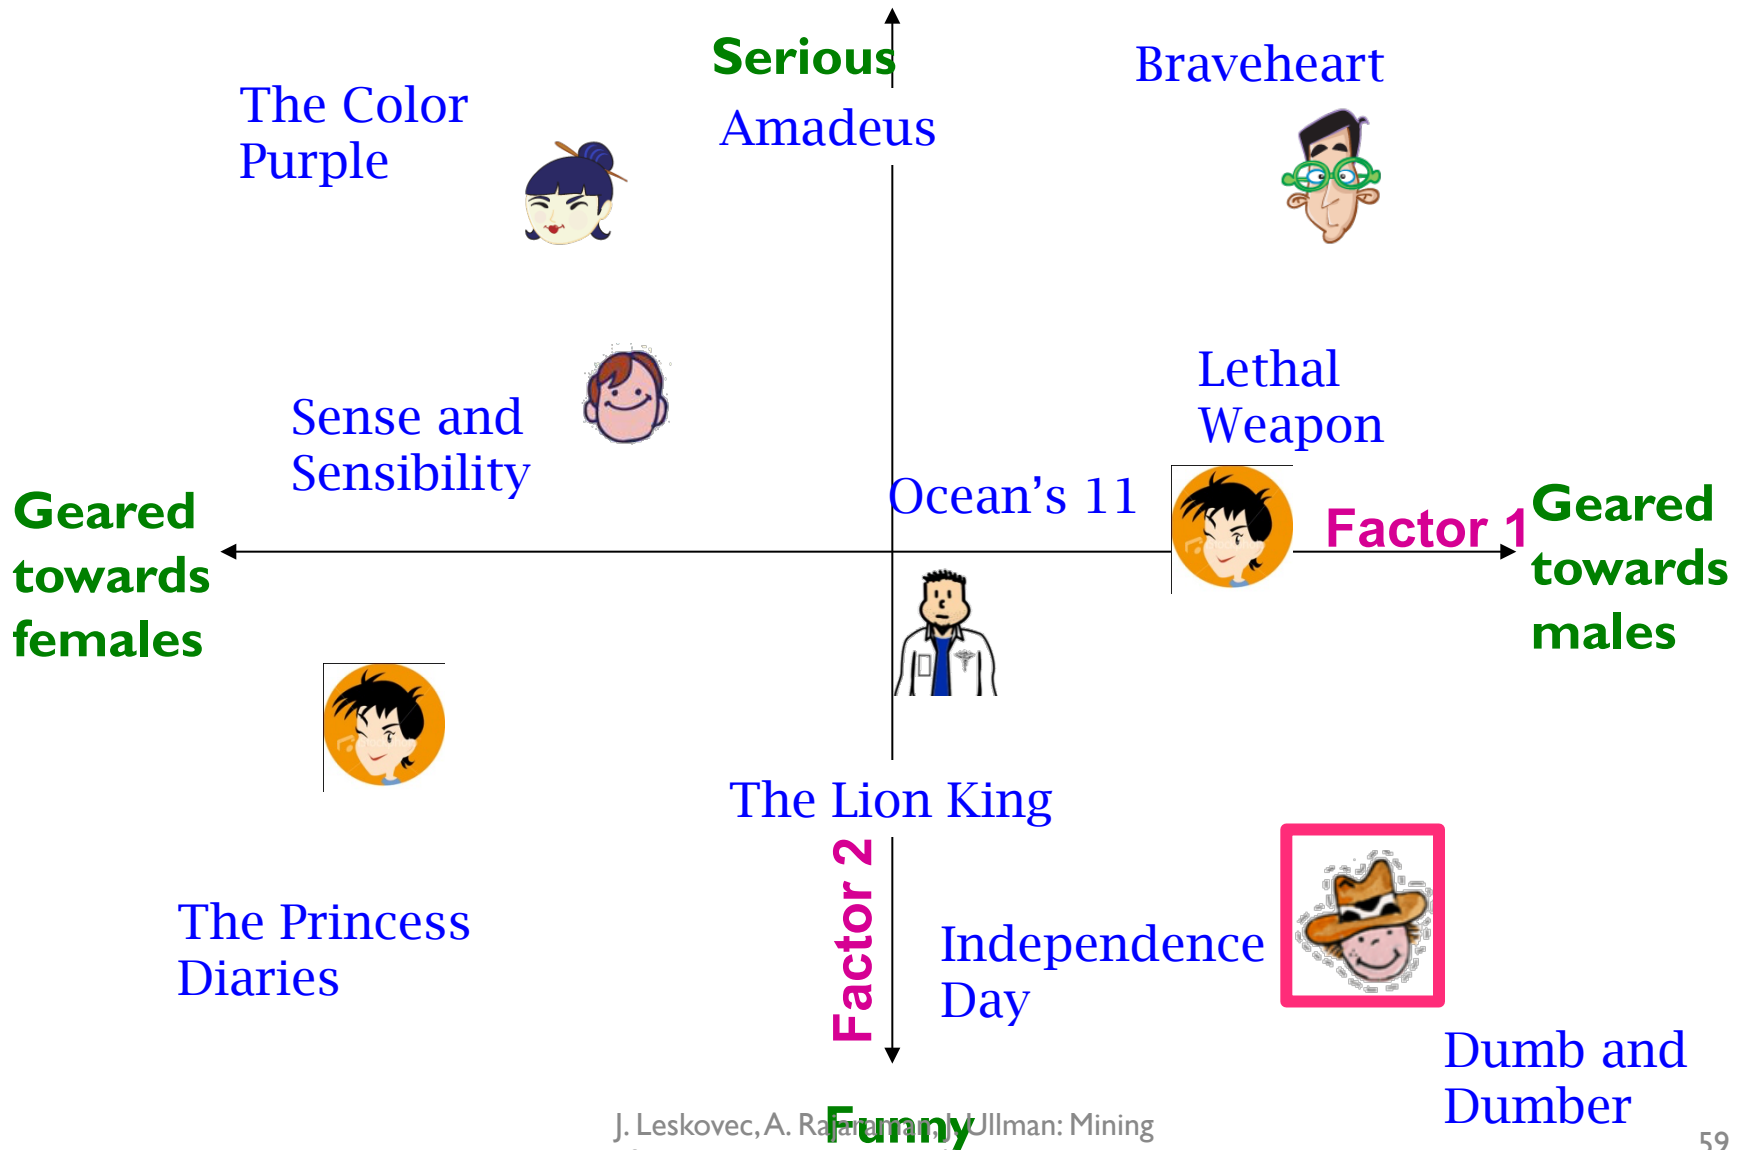 Serious
Braveheart
The Color
Purple
Amadeus
Lethal
Weapon
Sense and
Sensibility
Ocean's 11
Geared
towards
females
Factor 1
Geared
towards
males
The Lion King
Factor 2
The Princess
Diaries
Independence
Day
Dumb and
Dumber
Funny
J. Leskovec, A. Rajaraman, J. Ullman: Mining
59